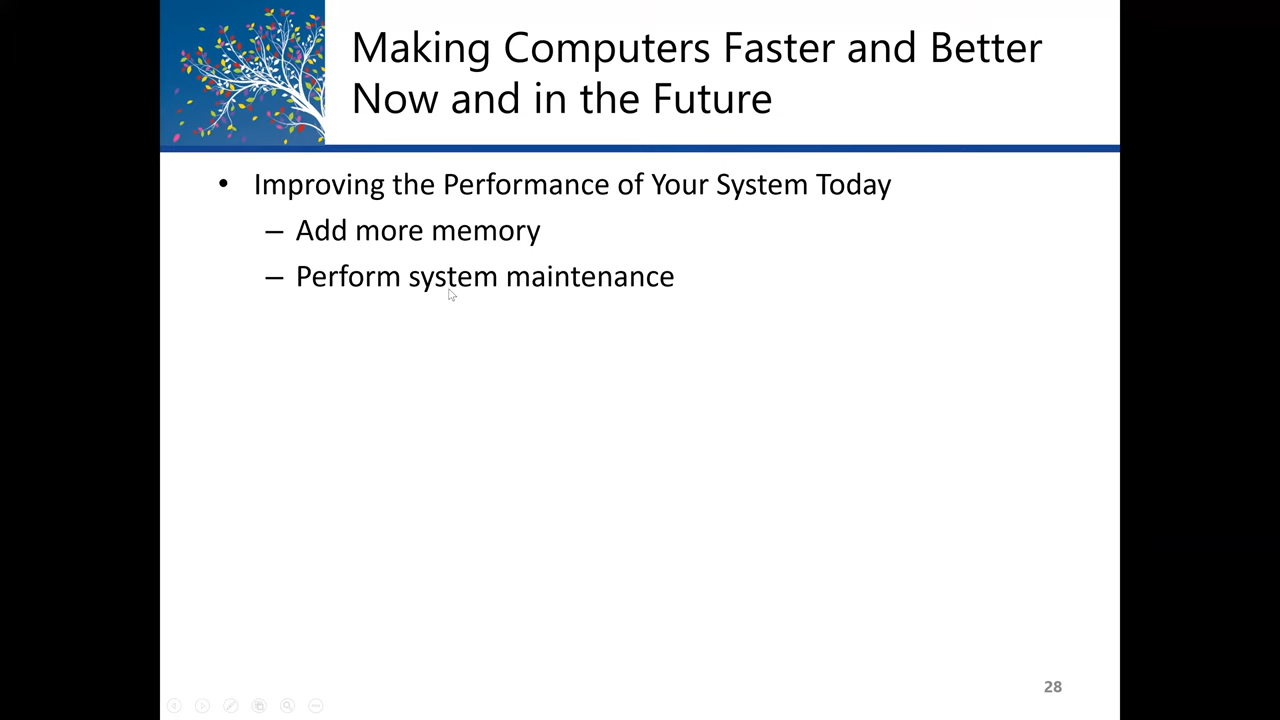 Making Computers Faster and Better
Now and in the Future
• Improving the Performance of Your System Today
– Add more memory
– Perform system maintenance
28